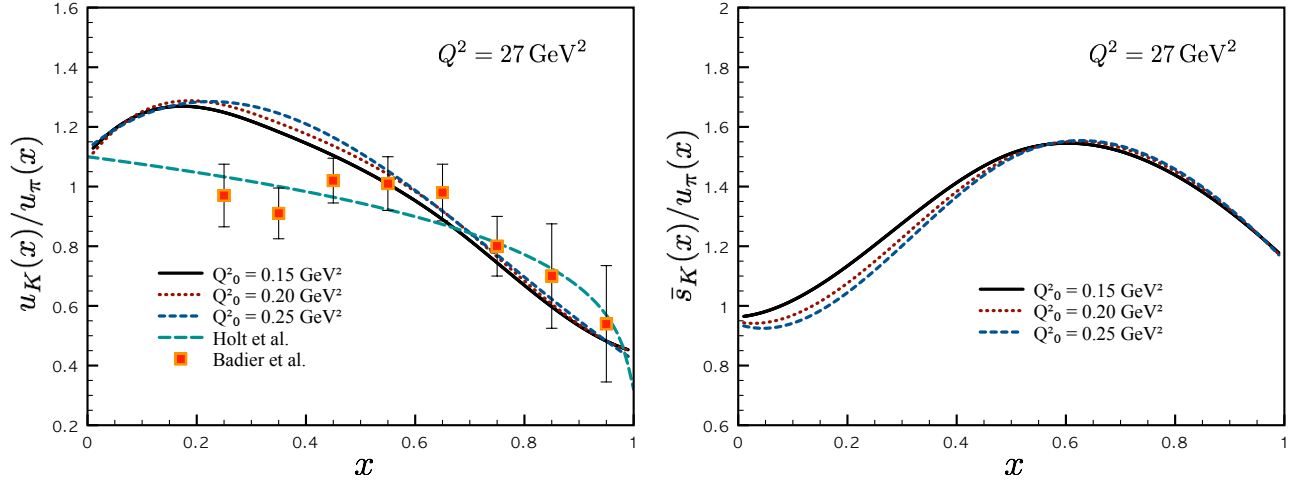 1.6
1.4
1.2
1
0.8
0.6
0.4
0.2
0
0.2
0.4
0.6
0.8
1
u_K(x)/u_π(x)
x
Q² = 27 GeV²
Q²₀ = 0.15 GeV²
Q²₀ = 0.20 GeV²
Q²₀ = 0.25 GeV²
Holt et al.
Badier et al.
2
1.8
1.6
1.4
1.2
1
0.8
0.6
0
0.2
0.4
0.6
0.8
1
s̄_K(x)/u_π(x)
x
Q² = 27 GeV²
Q²₀ = 0.15 GeV²
Q²₀ = 0.20 GeV²
Q²₀ = 0.25 GeV²